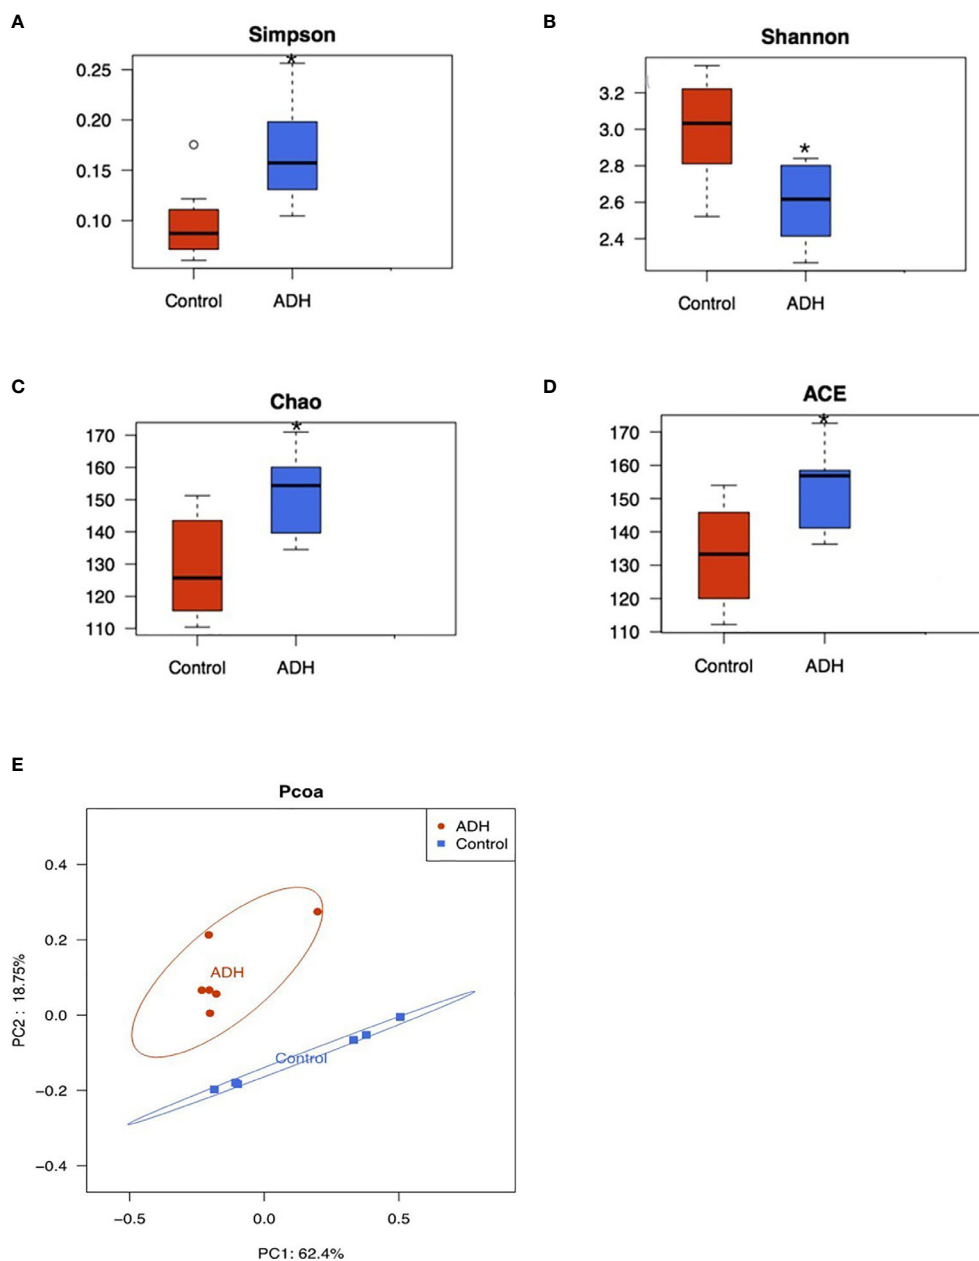 A
Simpson
0.25
0.20
0.15
0.10
*
Control ADH
B
Shannon
3.2
3.0
2.8
2.6
2.4
*
Control ADH
C
Chao
170
160
150
140
130
120
110
*
Control ADH
D
ACE
170
160
150
140
130
120
110
*
Control ADH
E
Pcoa
ADH
Control
PC2 : 18.75%
0.4
0.2
0.0
−0.2
−0.4
ADH
Control
−0.5 0.0 0.5
PC1: 62.4%